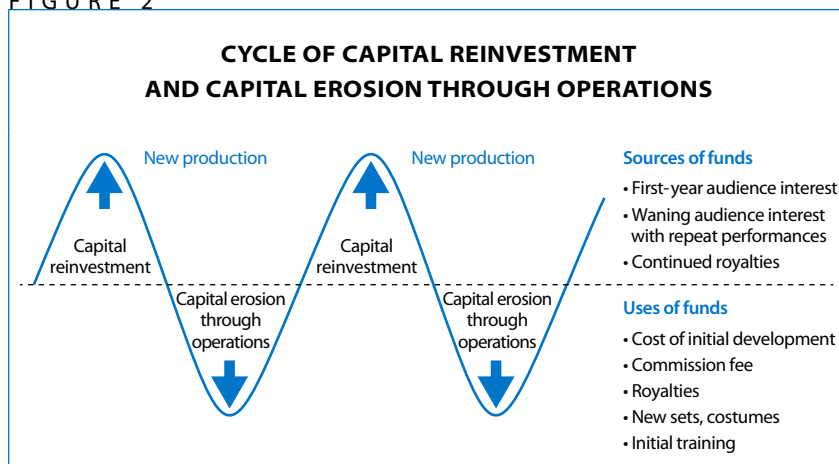 FIGURE 2
CYCLE OF CAPITAL REINVESTMENT
AND CAPITAL EROSION THROUGH OPERATIONS
New production
New production
Capital
reinvestment
Capital erosion
through
operations
Capital
reinvestment
Capital erosion
through
operations
Sources of funds
• First-year audience interest
• Waning audience interest
with repeat performances
• Continued royalties
Uses of funds
• Cost of initial development
• Commission fee
• Royalties
• New sets, costumes
• Initial training